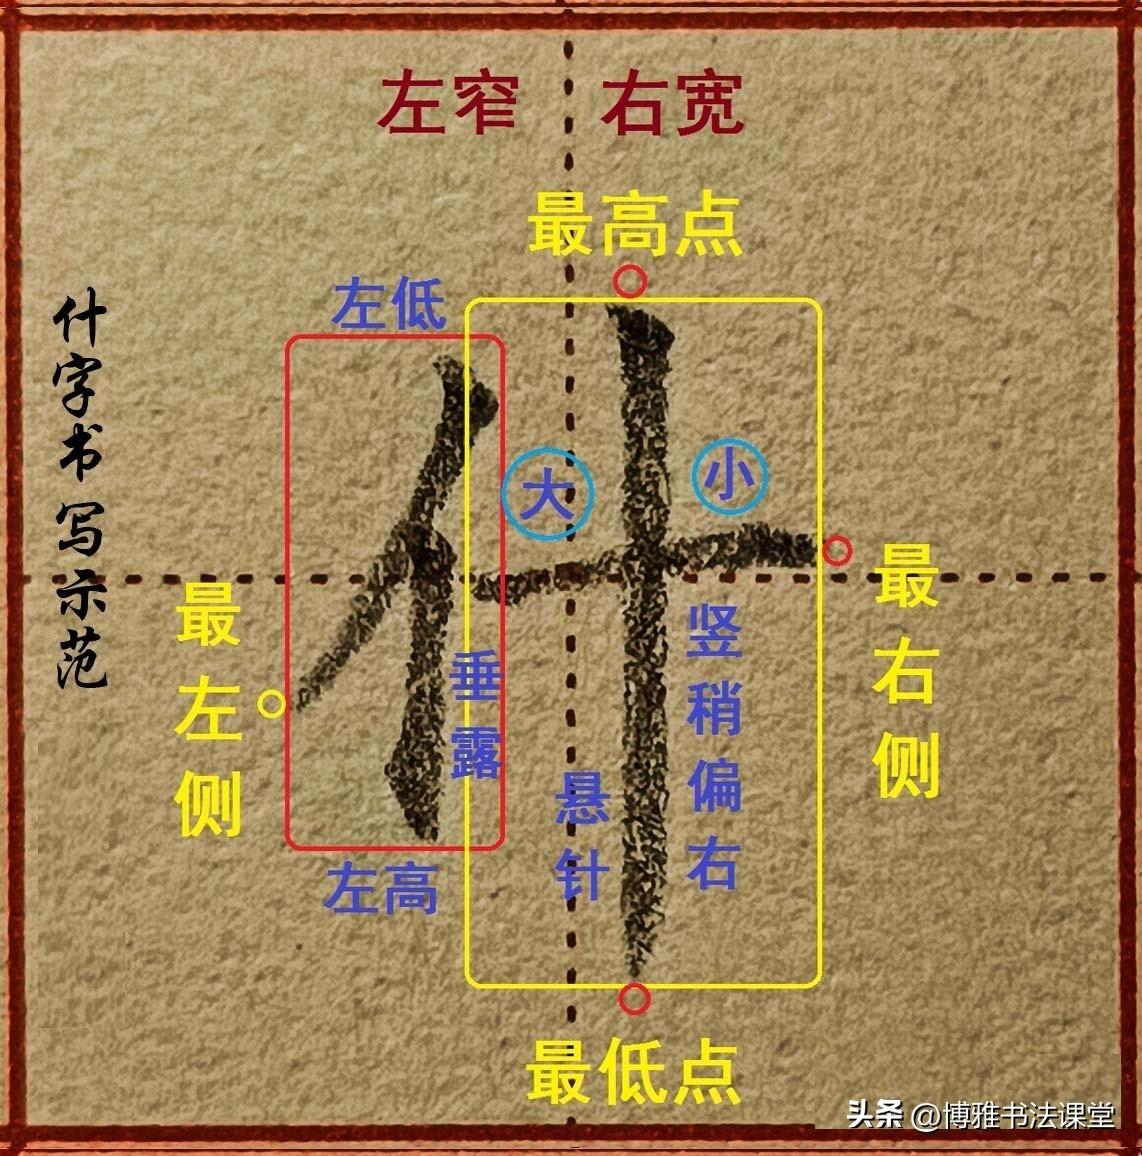 左窄 右宽
最高点
左低
什字书写示范
什
大
小
最左侧
最右侧
垂露
悬针
竖稍偏右
左高
最低点
头条 @博雅书法课堂